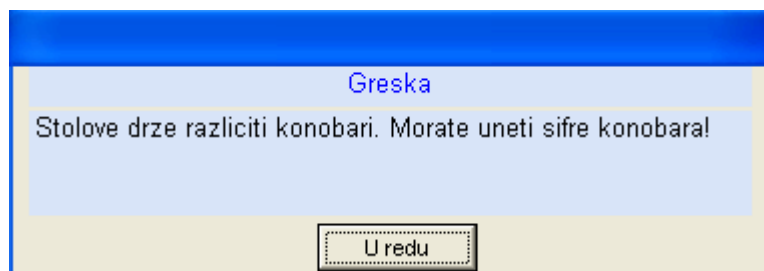 Greska
Stolove drze razliciti konobari. Morate uneti sifre konobara!
U redu